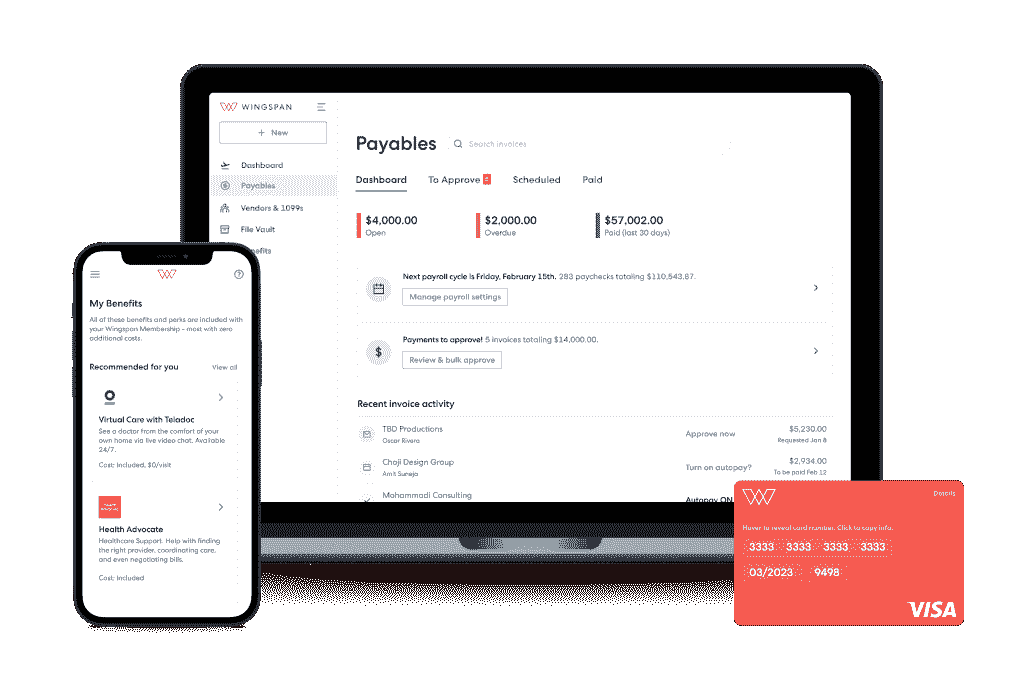 WINGSPAN
+ New
Dashboard
Payables
Vendors & 1099s
File Vault
Payables
Search invoices
Dashboard
To Approve
Scheduled
Paid
$4,000.00
Open
$2,000.00
Overdue
$57,002.00
Paid (last 30 days)
Next payroll cycle is Friday, February 15th. 283 paychecks totaling $110,543.87.
Manage payroll settings
$
Payments to approve! 5 invoices totaling $14,000.00.
Review & bulk approve
Recent invoice activity
TBD Productions
Oscar Rivera
Approve now
$5,230.00
Requested Jan 8
Choji Design Group
Amit Suneja
Turn on autopay?
$2,934.00
To be paid Feb 12
Mohammadi Consulting
Autopay ON
My Benefits
All of these benefits and perks are included with
your Wingspan Membership - most with zero
additional costs.
Recommended for you
View all
Virtual Care with Teladoc
See a doctor from the comfort of your
own home via live video chat. Available
24/7.
Cost: Included, $0/visit
Health Advocate
Healthcare Support. Help with finding
the right provider, coordinating care,
and even negotiating bills.
Cost: Included
Details
Hover to reveal card number. Click to copy info.
3333 3333 3333 3333
03/2023 9498
VISA